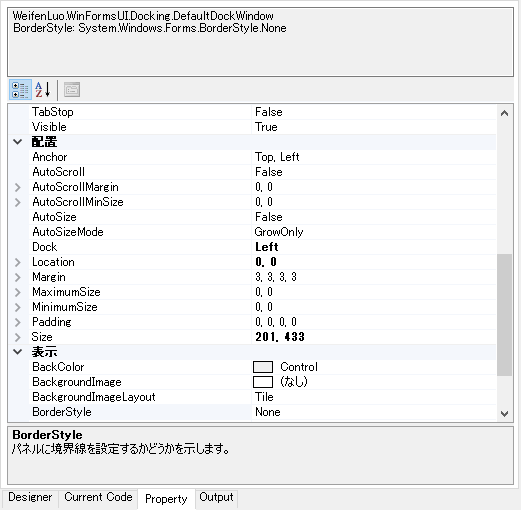 WeifenLuo.WinFormsUI.Docking.DefaultDockWindow
BorderStyle: System.Windows.Forms.BorderStyle.None
TabStop False
Visible True
配置
Anchor Top, Left
AutoScroll False
AutoScrollMargin 0, 0
AutoScrollMinSize 0, 0
AutoSize False
AutoSizeMode GrowOnly
Dock Left
Location 0, 0
Margin 3, 3, 3, 3
MaximumSize 0, 0
MinimumSize 0, 0
Padding 0, 0, 0, 0
Size 201, 433
表示
BackColor Control
BackgroundImage (なし)
BackgroundImageLayout Tile
BorderStyle None
BorderStyle
パネルに境界線を設定するかどうかを示します。
Designer Current Code Property Output